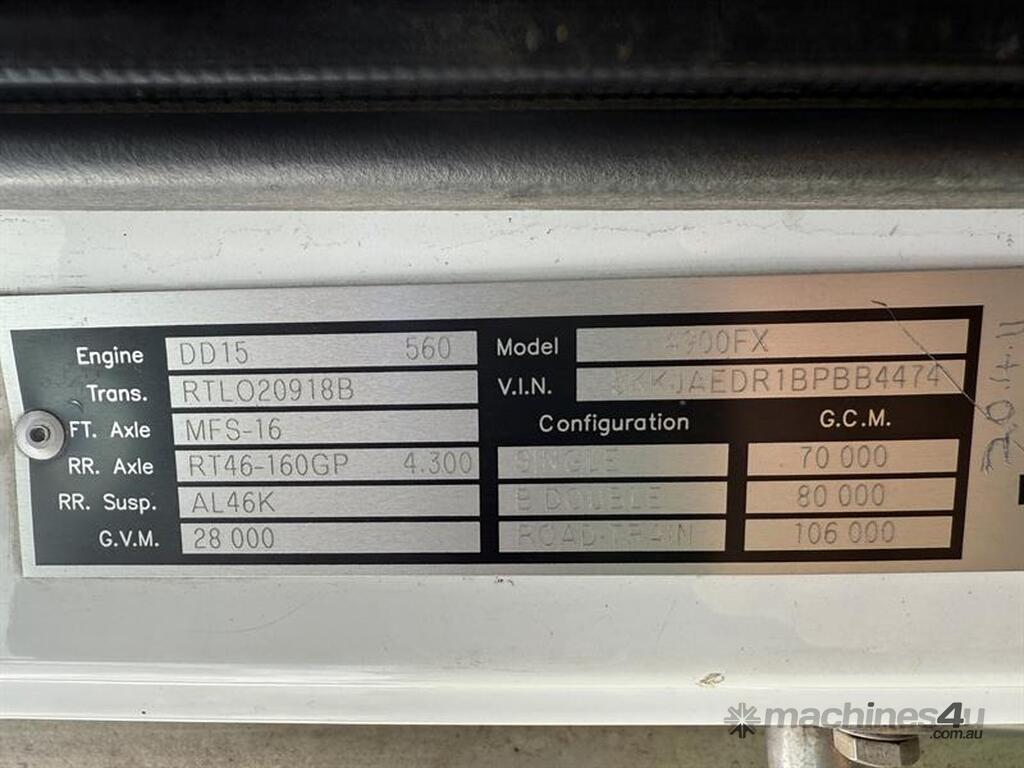 Engine DD15 560 Model 4900FX
Trans. RTLO20918B V.I.N. 5KKJAEDR1BPBB4474
FT. Axle MFS-16 Configuration G.C.M.
RR. Axle RT46-160GP 4.300 SINGLE 70 000
RR. Susp. AL46K B DOUBLE 80 000
G.V.M. 28 000 ROAD-TRAIN 106 000
machines4u
.com.au